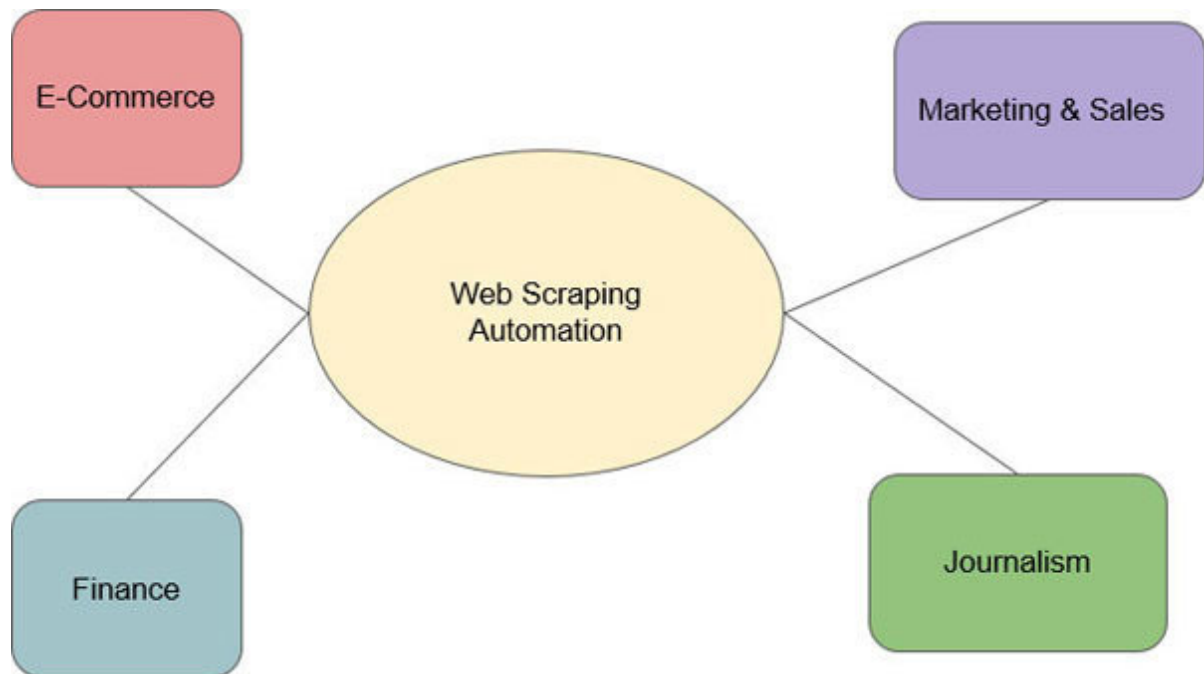 E-Commerce
Marketing & Sales
Web Scraping
Automation
Finance
Journalism